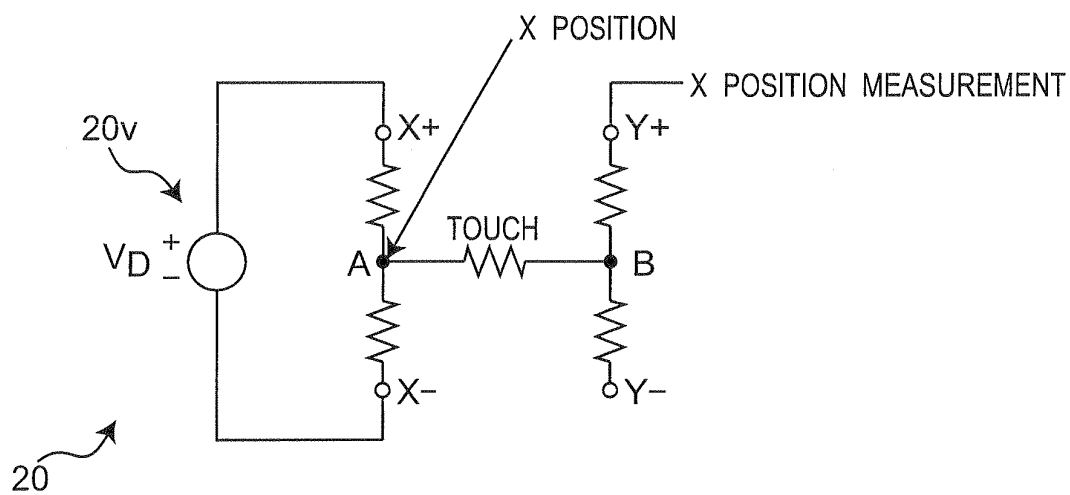 X POSITION
X POSITION MEASUREMENT
20v
X+
Y+
TOUCH
VD
+
−
A
B
X−
Y−
20